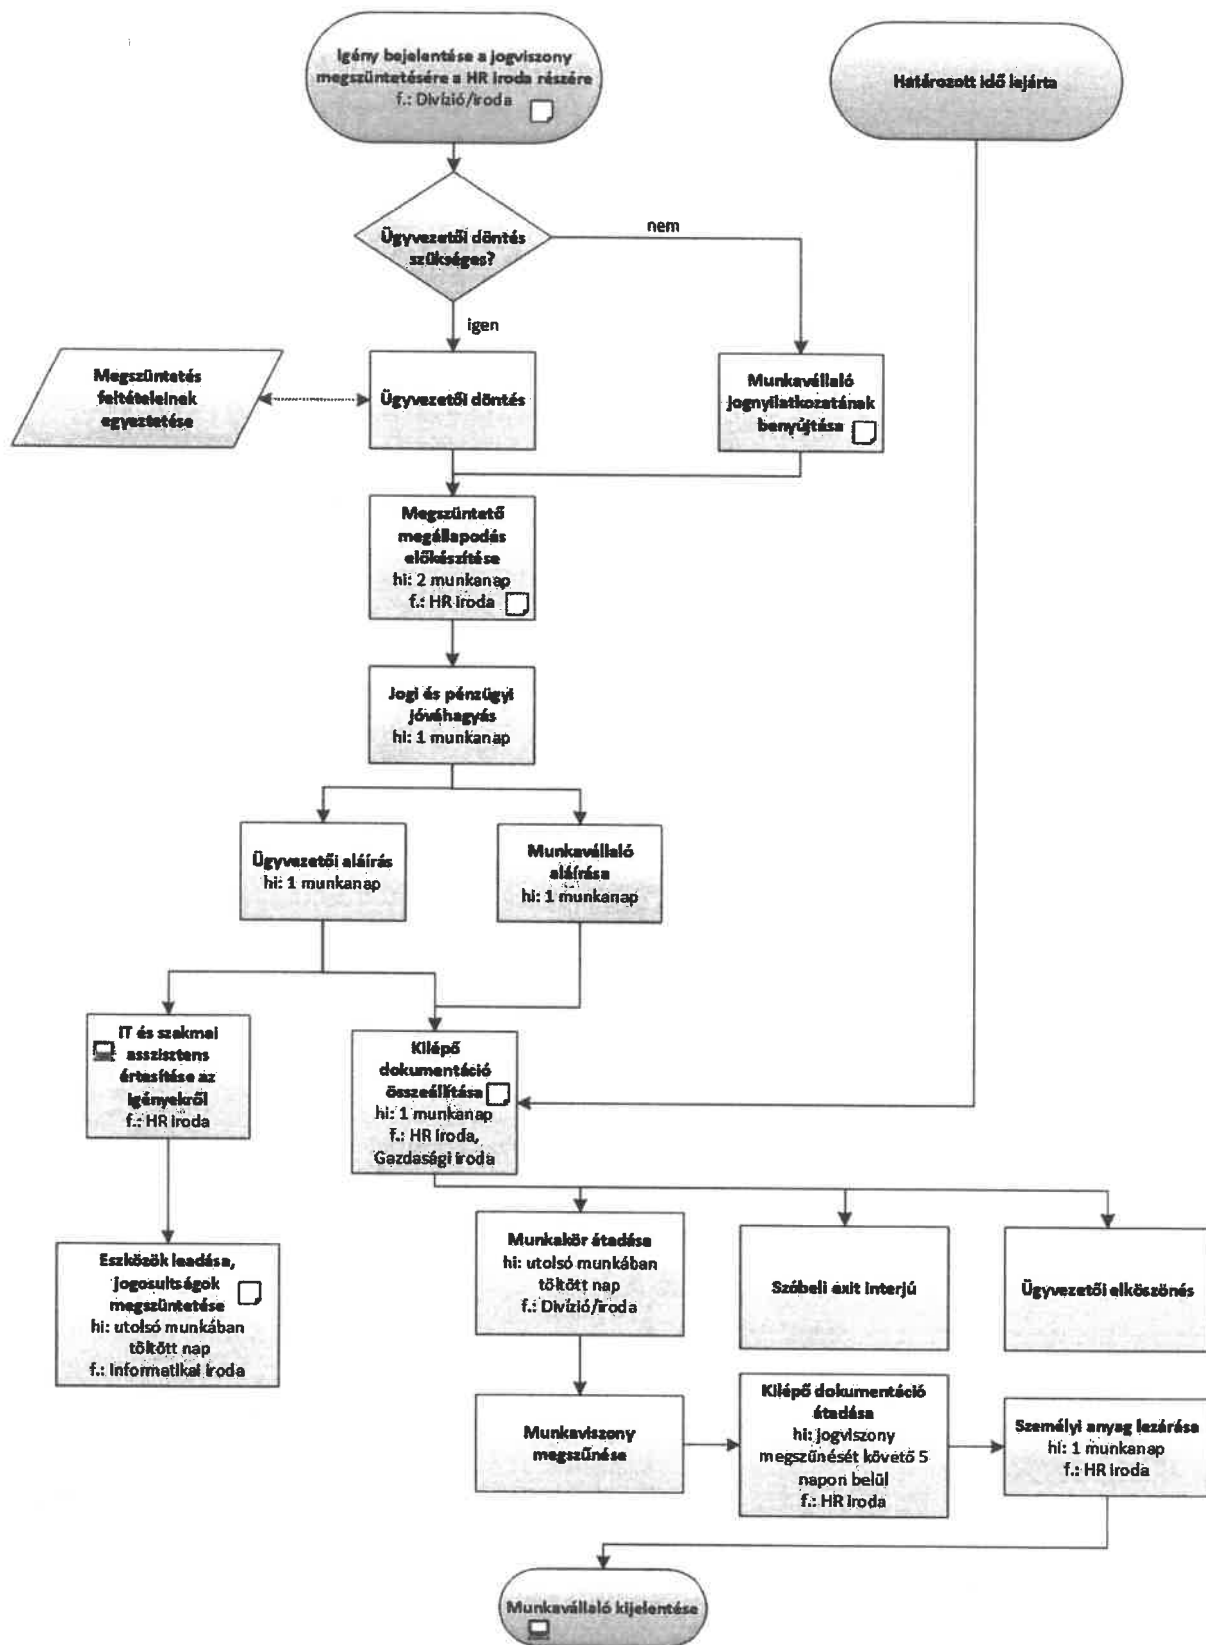 Igény bejelentése a jogviszony
megszüntetésére a HR iroda részére
f.: Divízió/iroda
Határozott idő lejárta
Ügyvezetői döntés
szükséges?
nem
igen
Megszüntetés
feltételeinek
egyeztetése
Ügyvezetői döntés
Munkavállaló
jognyilatkozatának
benyújtása
Megszüntető
megállapodás
előkészítése
hi: 2 munkanap
f.: HR iroda
Jogi és pénzügyi
jóváhagyás
hi: 1 munkanap
Ügyvezetői aláírás
hi: 1 munkanap
Munkavállaló
aláírása
hi: 1 munkanap
IT és szakmai
asszisztens
értesítése az
igényekről
f.: HR iroda
Kilépő
dokumentáció
összeállítása
hi: 1 munkanap
f.: HR iroda,
Gazdasági iroda
Eszközök leadása,
jogosultságok
megszüntetése
hi: utolsó munkában
töltött nap
f.: Informatikai iroda
Munkakör átadása
hi: utolsó munkában
töltött nap
f.: Divízió/iroda
Szóbeli exit interjú
Ügyvezetői elköszönés
Munkaviszony
megszűnése
Kilépő dokumentáció
átadása
hi: jogviszony
megszűnését követő 5
napon belül
f.: HR iroda
Személyi anyag lezárása
hi: 1 munkanap
f.: HR iroda
Munkavállaló kijelentése